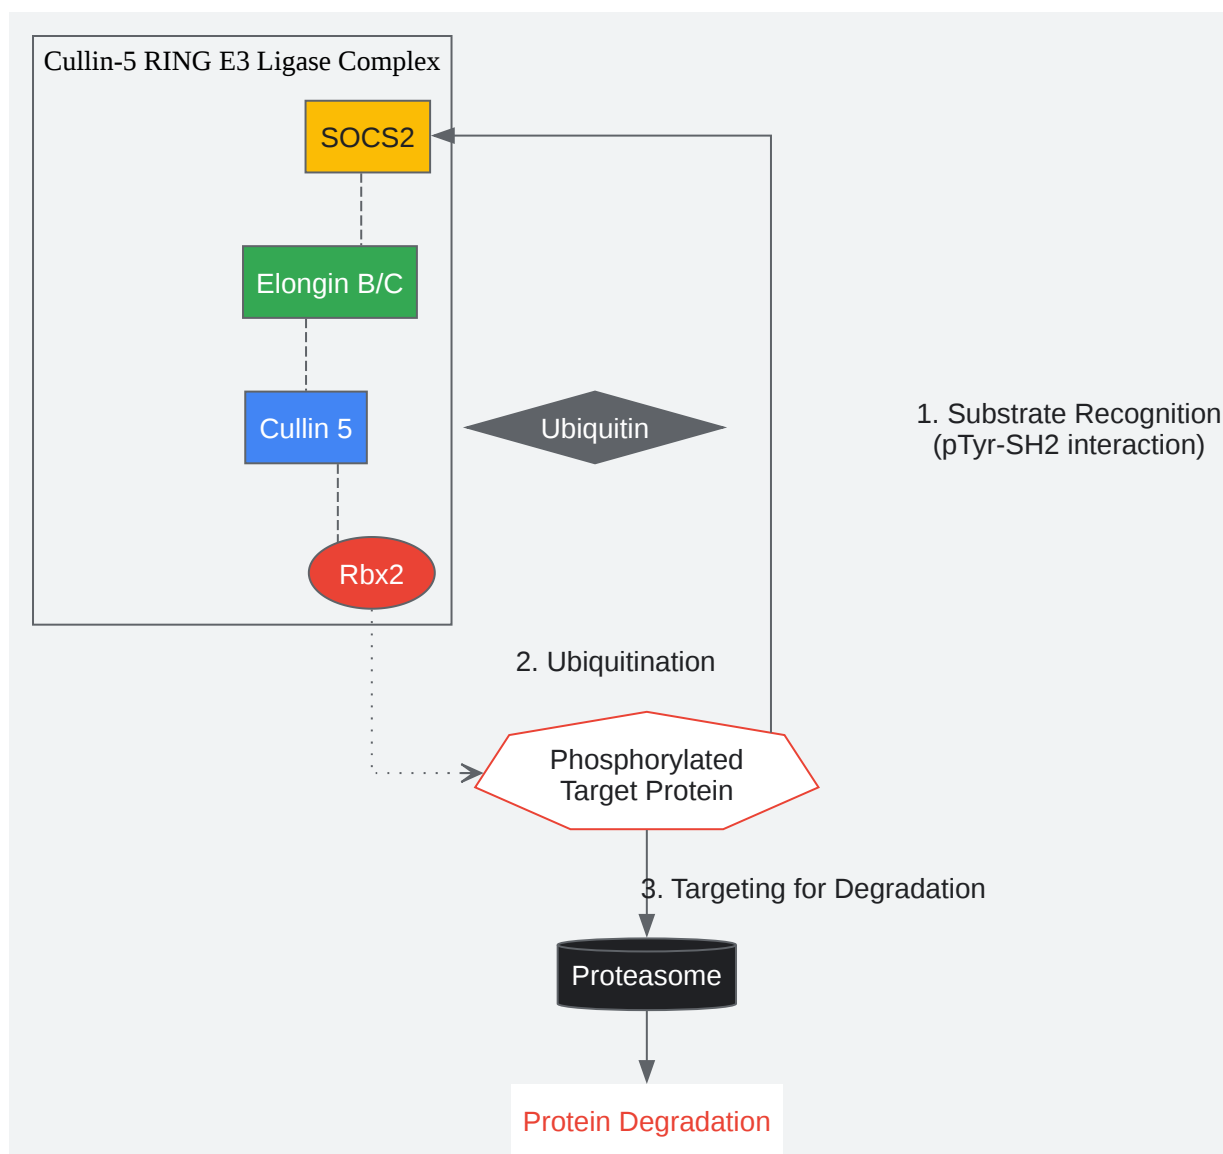 Cullin-5 RING E3 Ligase Complex
SOCS2
Elongin B/C
Cullin 5
Ubiquitin
1. Substrate Recognition
(pTyr-SH2 interaction)
Rbx2
2. Ubiquitination
Phosphorylated
Target Protein
3. Targeting for Degradation
Proteasome
Protein Degradation